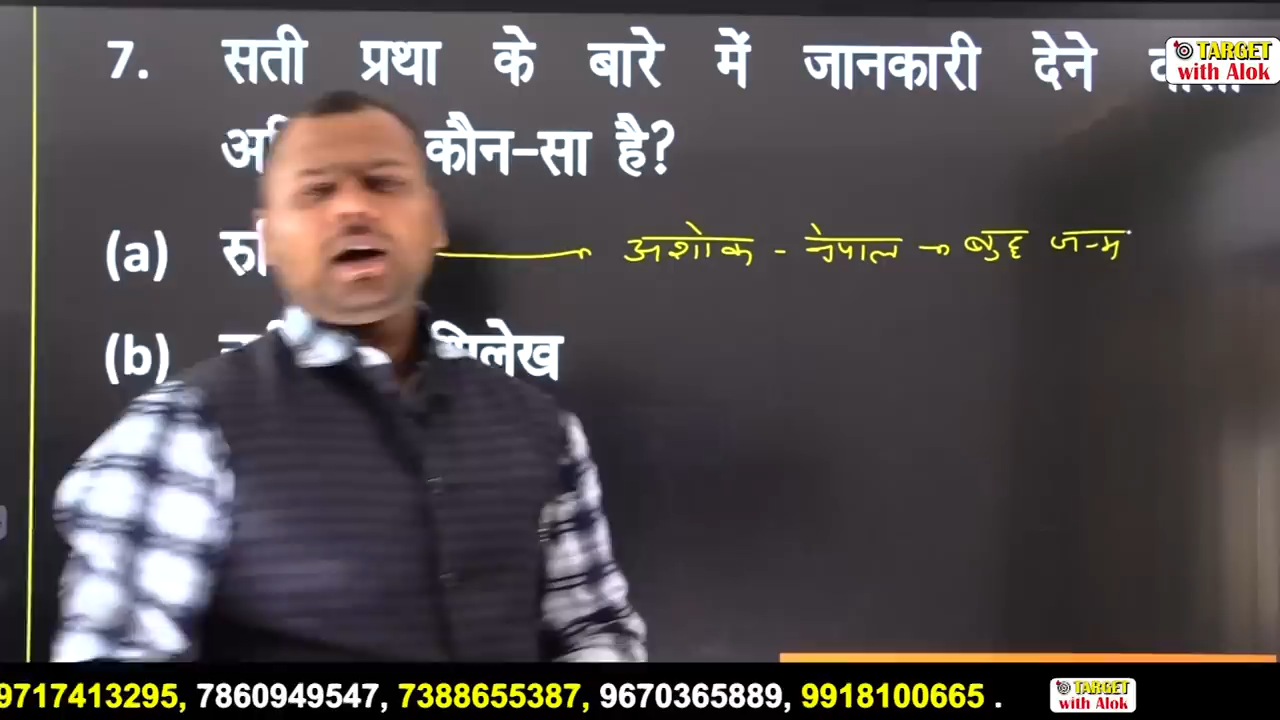 7. सती प्रथा के बारे में जानकारी देने
कौन-सा है?
(a)
अशोक - नेपाल → बुद्ध जन्म
(b)
TARGET
with Alok
9717413295, 7860949547, 7388655387, 9670365889, 9918100665 .
TARGET
with Alok